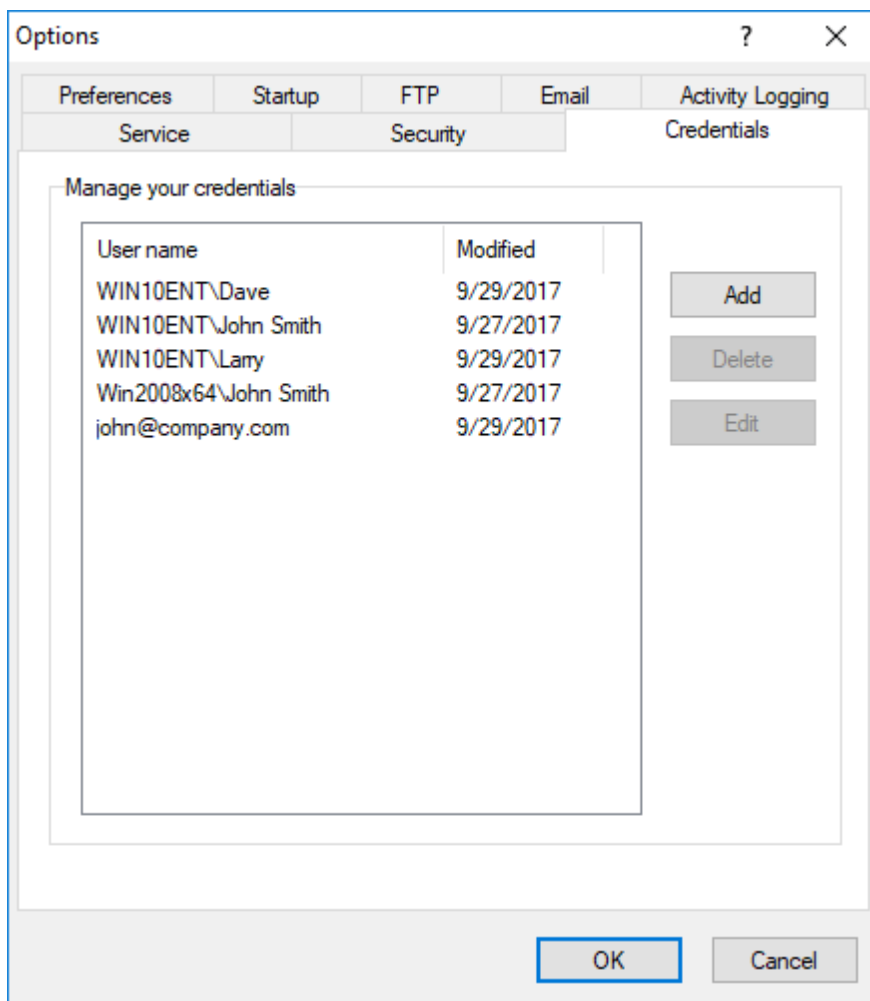 Options ?
Preferences Startup FTP Email Activity Logging
Service Security Credentials
Manage your credentials
User name Modified
WIN10ENT\Dave 9/29/2017
WIN10ENT\John Smith 9/27/2017
WIN10ENT\Larry 9/29/2017
Win2008x64\John Smith 9/27/2017
john@company.com 9/29/2017
Add
Delete
Edit
OK Cancel